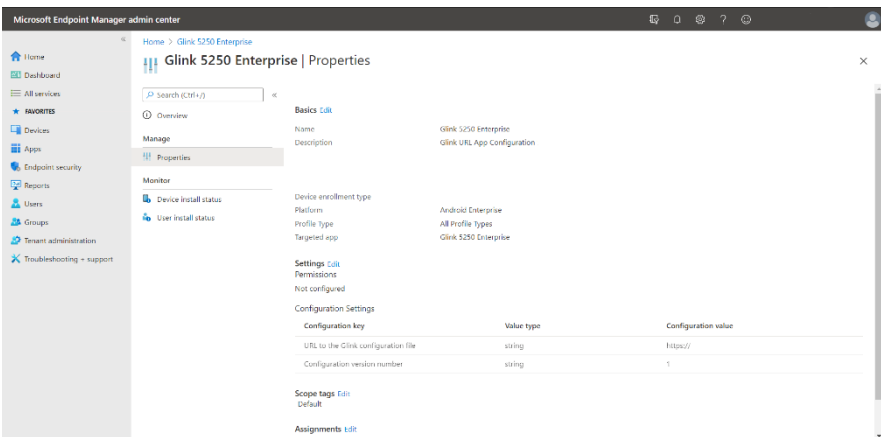 Microsoft Endpoint Manager admin center
Home > Glink 5250 Enterprise
Glink 5250 Enterprise | Properties
Home
Dashboard
All services
FAVORITES
Devices
Apps
Endpoint security
Reports
Users
Groups
Tenant administration
Troubleshooting + support
Search (Ctrl+/)
Overview
Manage
Properties
Monitor
Device install status
User install status
Basics Edit
Name Glink 5250 Enterprise
Description Glink URL App Configuration
Device enrollment type
Platform Android Enterprise
Profile Type All Profile Types
Targeted app Glink 5250 Enterprise
Settings Edit
Permissions
Not configured
Configuration Settings
Configuration key Value type Configuration value
URL to the Glink configuration file string https://
Configuration version number string 1
Scope tags Edit
Default
Assignments Edit